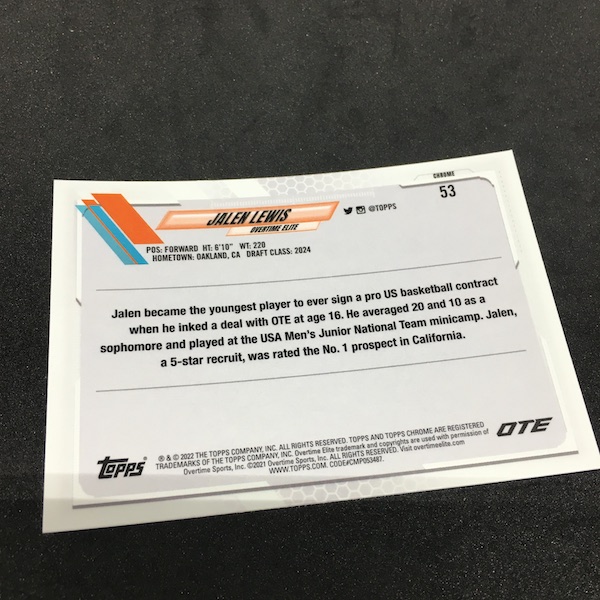 CHROME
53
JALEN LEWIS
OVERTIME ELITE
@TOPPS
POS: FORWARD HT: 6'10" WT: 220
HOMETOWN: OAKLAND, CA DRAFT CLASS: 2024
Jalen became the youngest player to ever sign a pro US basketball contract
when he inked a deal with OTE at age 16. He averaged 20 and 10 as a
sophomore and played at the USA Men's Junior National Team minicamp. Jalen,
a 5-star recruit, was rated the No. 1 prospect in California.
Topps®
® & © 2022 THE TOPPS COMPANY, INC. ALL RIGHTS RESERVED. TOPPS AND TOPPS CHROME ARE REGISTERED
TRADEMARKS OF THE TOPPS COMPANY, INC. Overtime Elite trademark and copyrights are used with permission of
Overtime Sports, Inc. ©2021 Overtime Sports, Inc. ALL RIGHTS RESERVED. Visit overtimeelite.com.
WWW.TOPPS.COM. CODE#CMP053487.
OTE